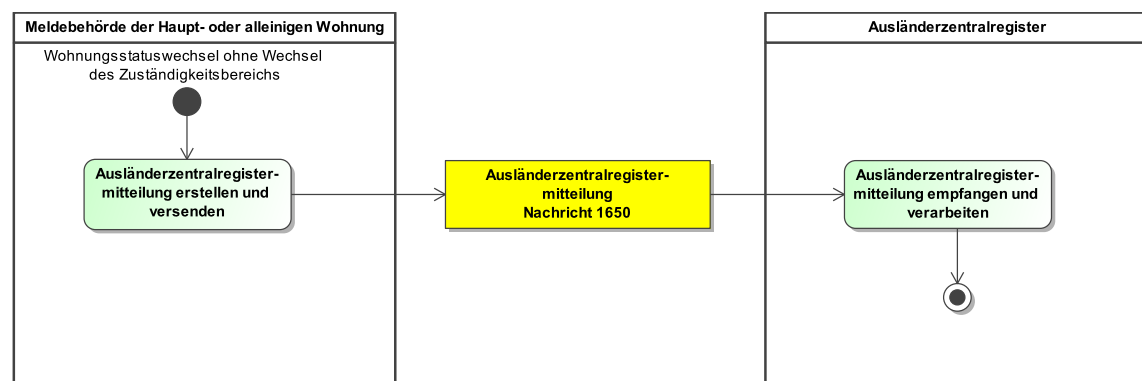 Meldebehörde der Haupt- oder alleinigen Wohnung
Ausländerzentralregister
Wohnungsstatuswechsel ohne Wechsel
des Zuständigkeitsbereichs
Ausländerzentralregister-
mitteilung erstellen und
versenden
Ausländerzentralregister-
mitteilung
Nachricht 1650
Ausländerzentralregister-
mitteilung empfangen und
verarbeiten